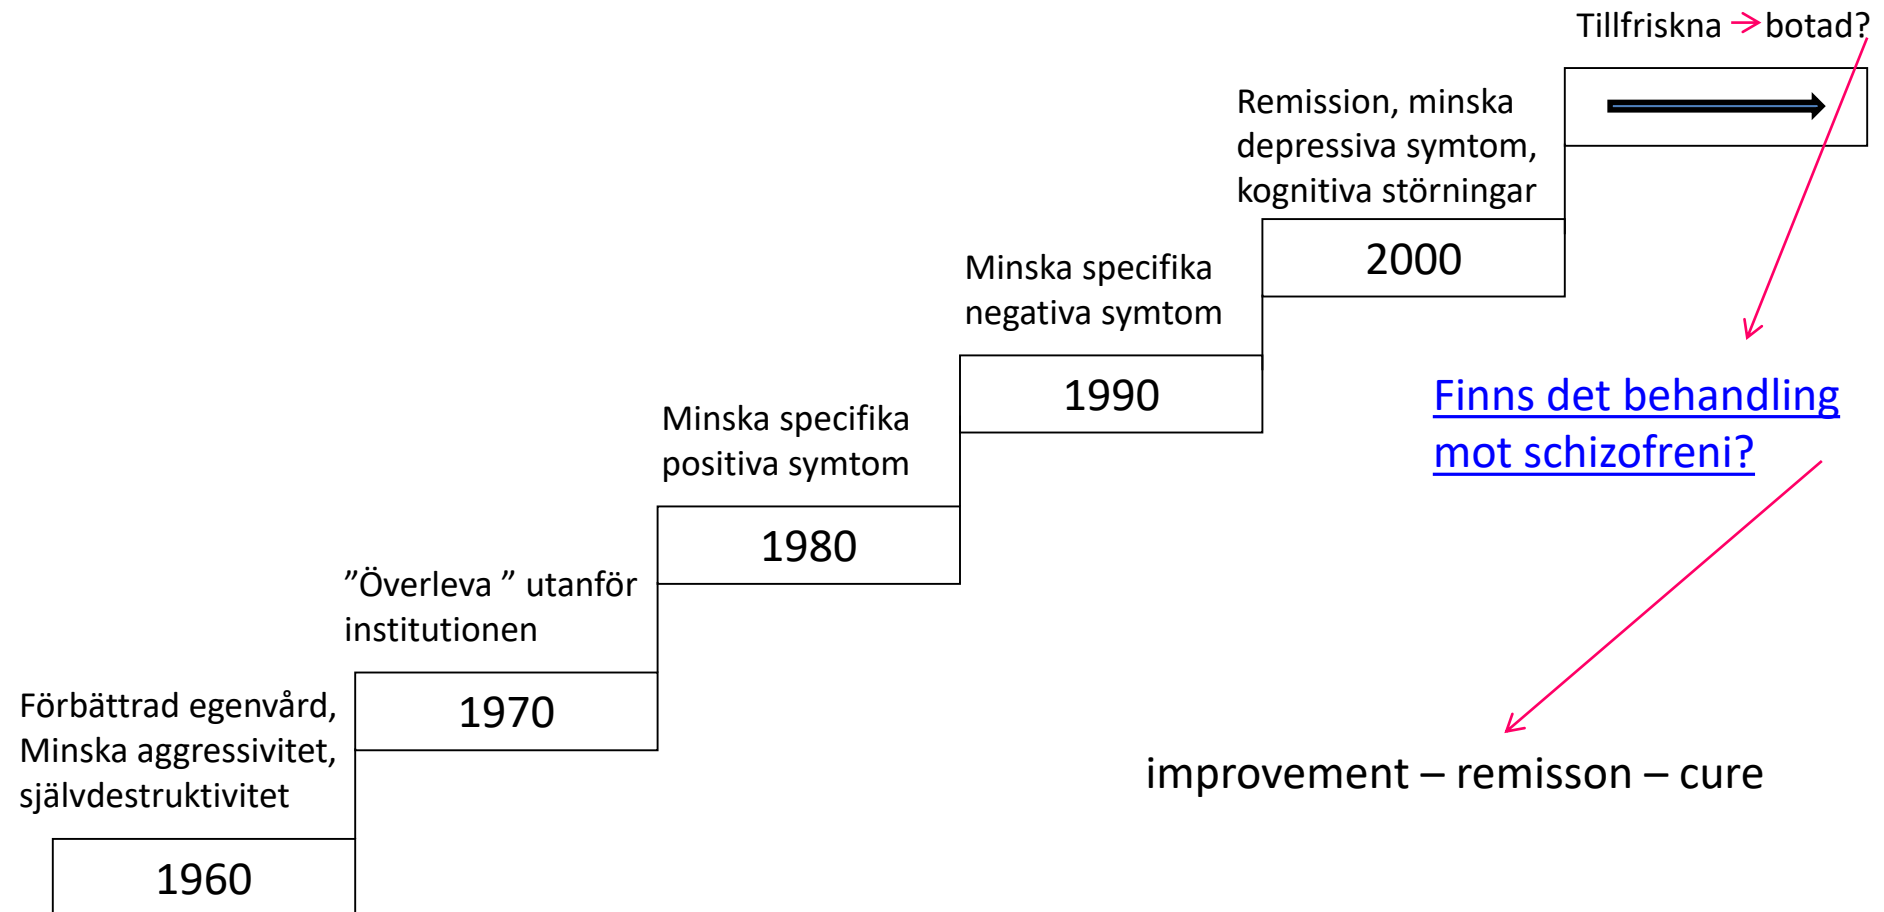 Tillfriskna → botad?
Remission, minska
depressiva symtom,
kognitiva störningar
2000
Minska specifika
negativa symtom
1990
Finns det behandling
mot schizofreni?
Minska specifika
positiva symtom
1980
”Överleva ” utanför
institutionen
1970
Förbättrad egenvård,
Minska aggressivitet,
självdestruktivitet
1960
improvement – remisson – cure